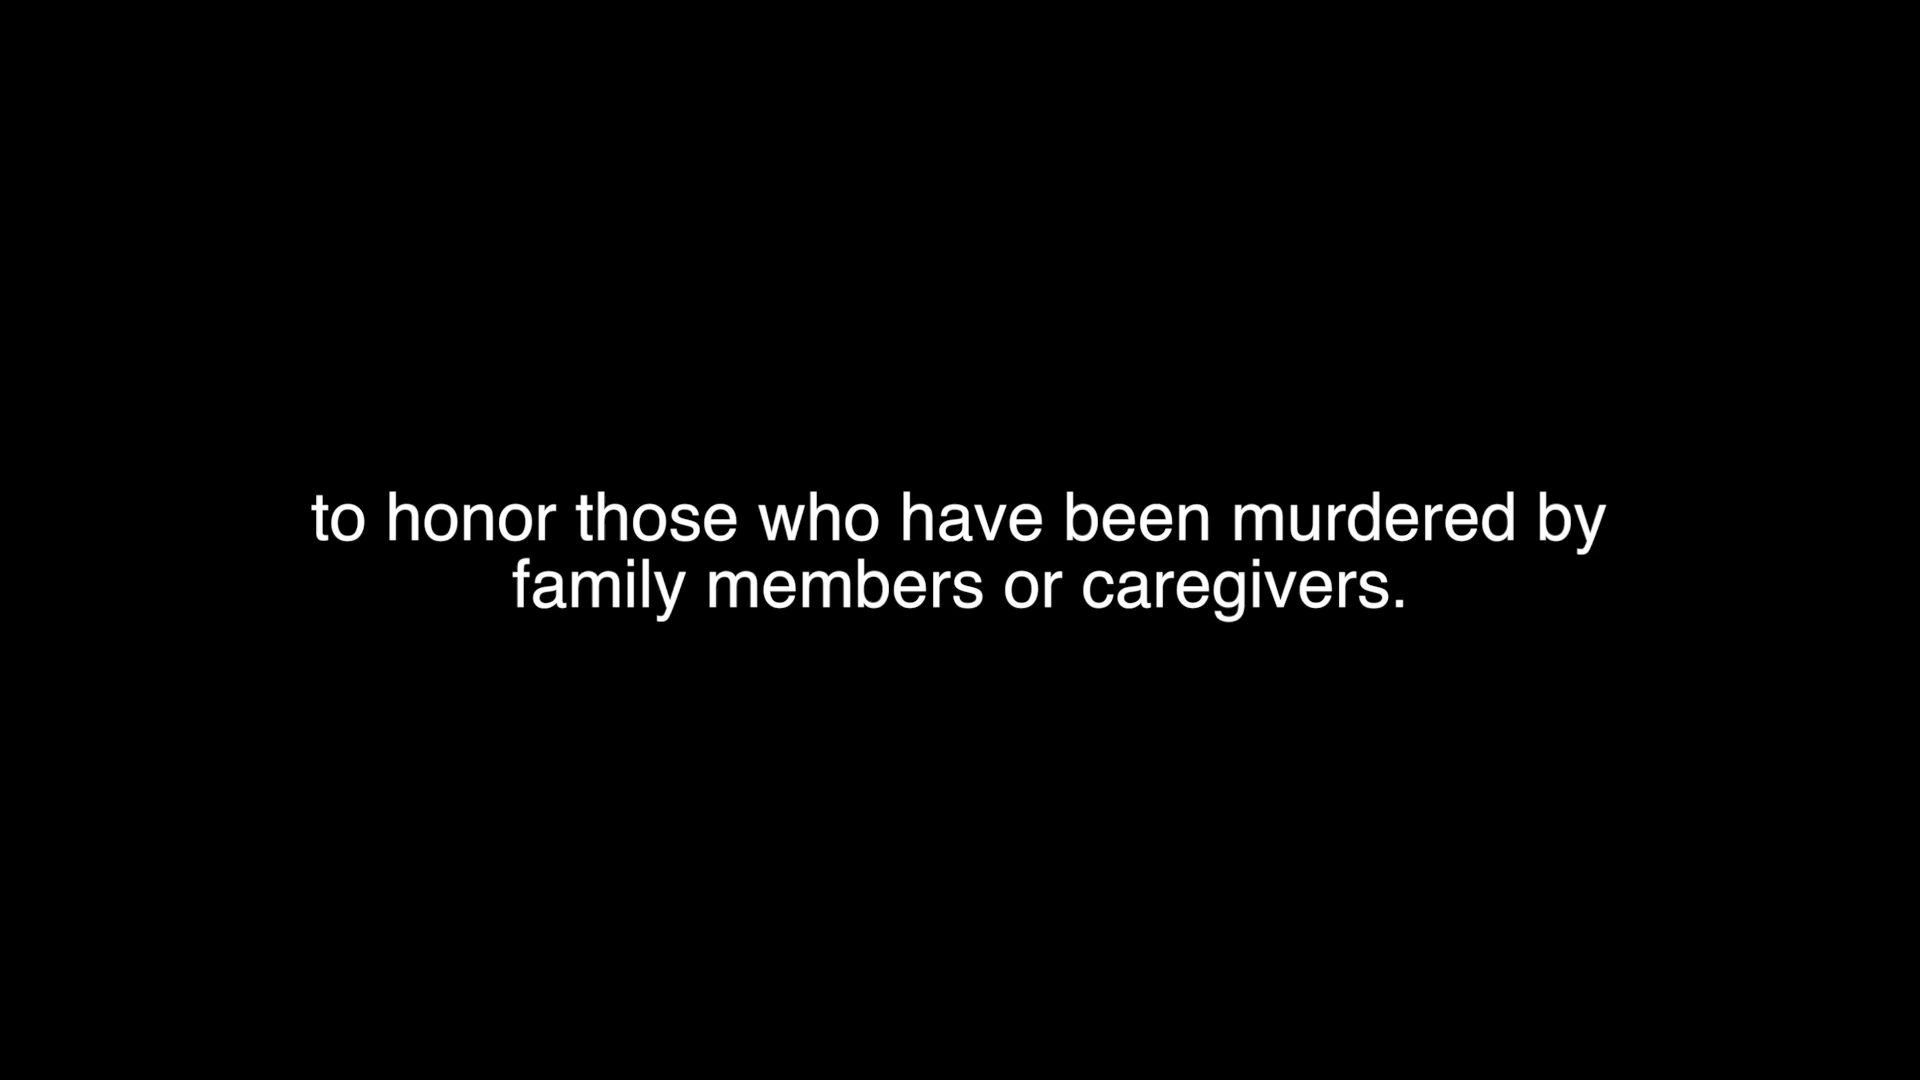 to honor those who have been murdered by
family members or caregivers.